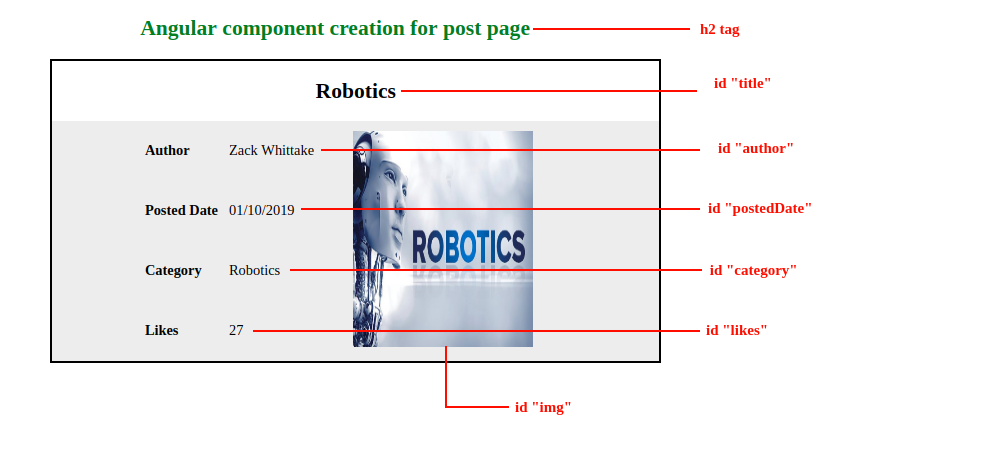 Angular component creation for post page h2 tag
Robotics id "title"
Author Zack Whittake id "author"
Posted Date 01/10/2019 id "postedDate"
ROBOTICS
Category Robotics id "category"
Likes 27 id "likes"
id "img"